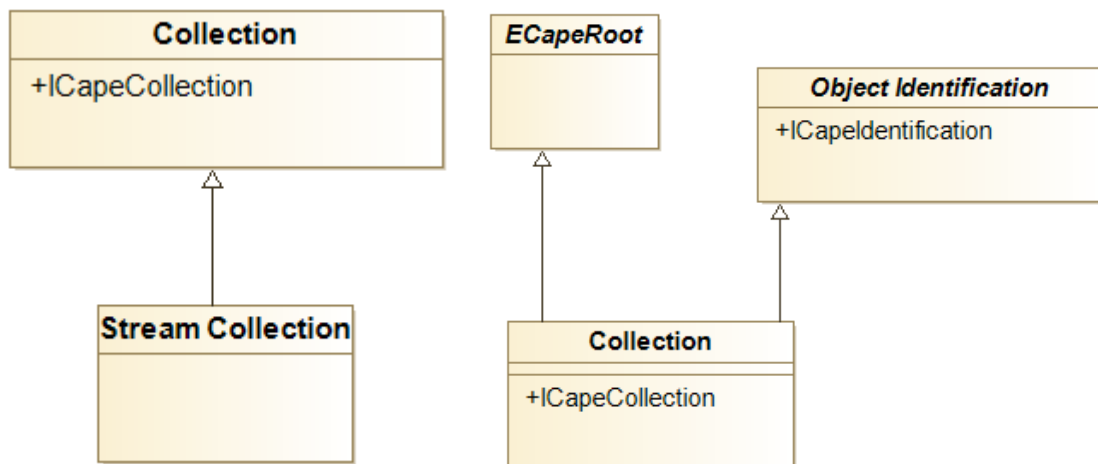 Collection
+ICapeCollection
Stream Collection
ECapeRoot
Object Identification
+ICapeIdentification
Collection
+ICapeCollection